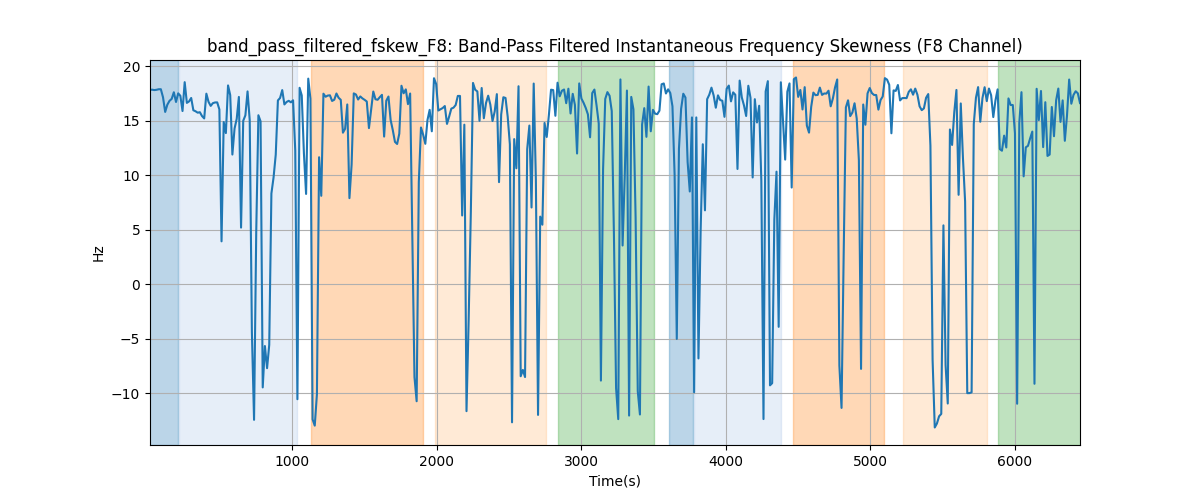 band_pass_filtered_fskew_F8: Band-Pass Filtered Instantaneous Frequency Skewness (F8 Channel)
20
15
10
5
0
−5
−10
Hz
1000 2000 3000 4000 5000 6000
Time(s)